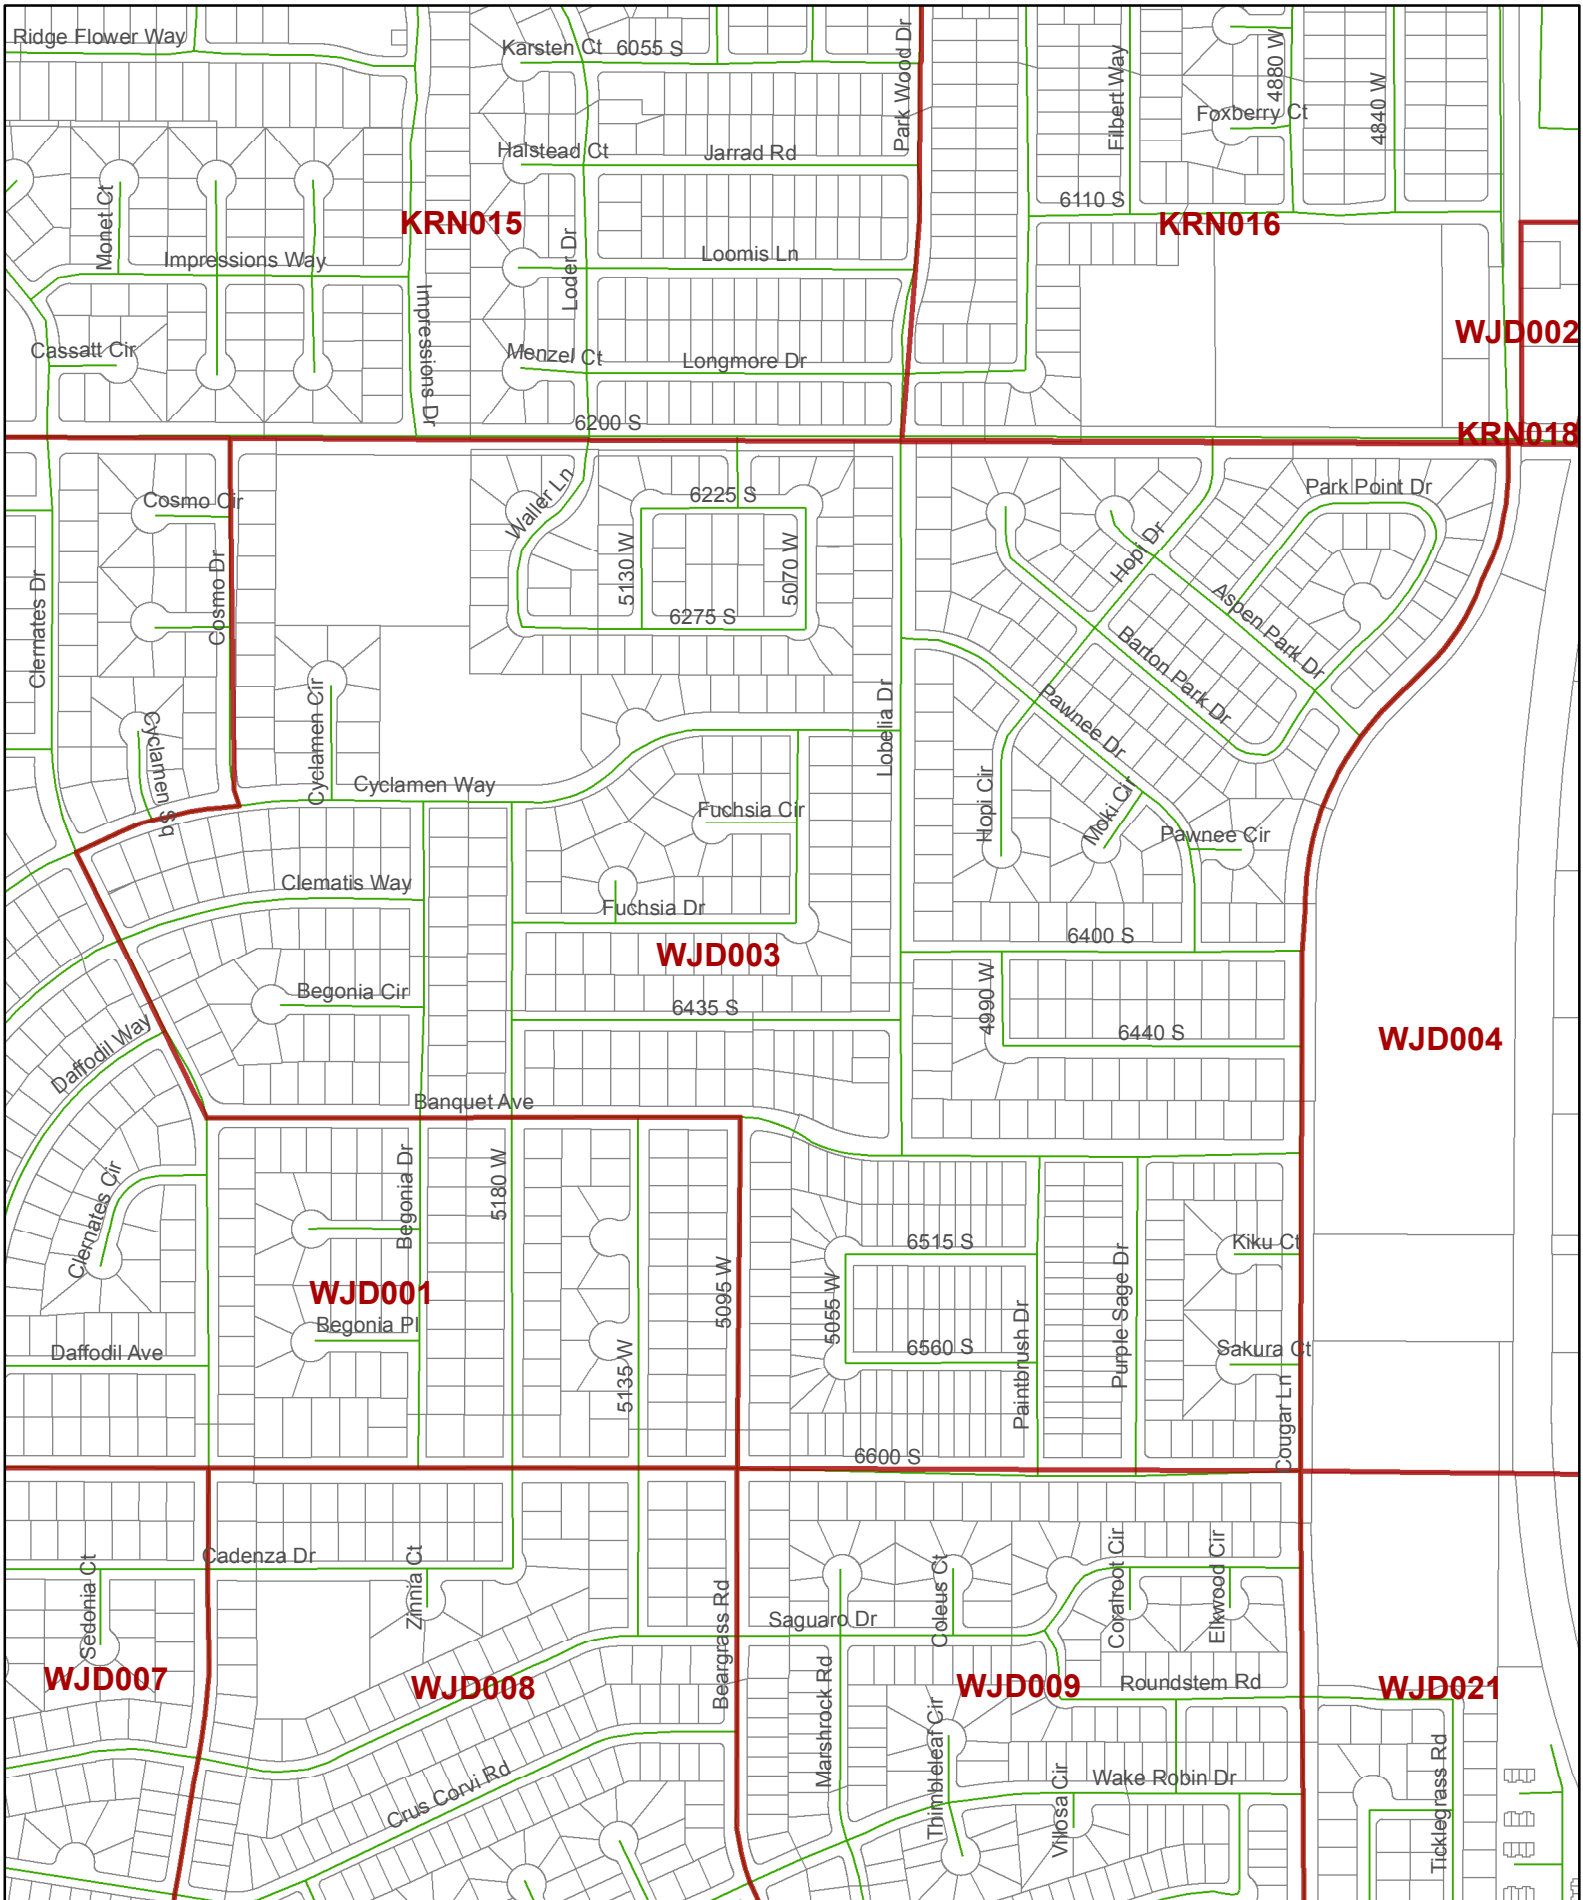 Ridge Flower Way
Karsten Ct
6055 S
Park Wood Dr
Filbert Way
4880 W
4840 W
Foxberry Ct
Halstead Ct
Jarrad Rd
Monet Ct
KRN015
6110 S
KRN016
Impressions Way
Loder Dr
Loomis Ln
Impressions Dr
WJD002
Cassatt Cir
Menzel Ct
Longmore Dr
6200 S
KRN018
Cosmo Cir
Waller Ln
6225 S
Park Point Dr
Clernates Dr
Cosmo Dr
5130 W
5070 W
Hopi Dr
6275 S
Aspen Park Dr
Barton Park Dr
Cyclamen Sq
Cyclamen Cir
Lobelia Dr
Pawnee Dr
Cyclamen Way
Fuchsia Cir
Hopi Cir
Moki Cir
Pawnee Cir
Clematis Way
Fuchsia Dr
WJD003
6400 S
Begonia Cir
6435 S
4990 W
6440 S
WJD004
Daffodil Way
Banquet Ave
Clernates Cir
Begonia Dr
5180 W
6515 S
Kiku Ct
WJD001
5095 W
5055 W
Purple Sage Dr
Begonia Pl
Daffodil Ave
5135 W
6560 S
Paintbrush Dr
Sakura Ct
Cougar Ln
6600 S
Cadenza Dr
Sedonia Ct
Zinnia Ct
Beargrass Rd
Saguaro Dr
Coleus Ct
Coralroot Cir
Elkwood Cir
WJD007
WJD008
Marshrock Rd
WJD009
Roundstem Rd
WJD021
Thimbleleaf Cir
Crus Corvi Rd
Villosa Cir
Wake Robin Dr
Ticklegrass Rd